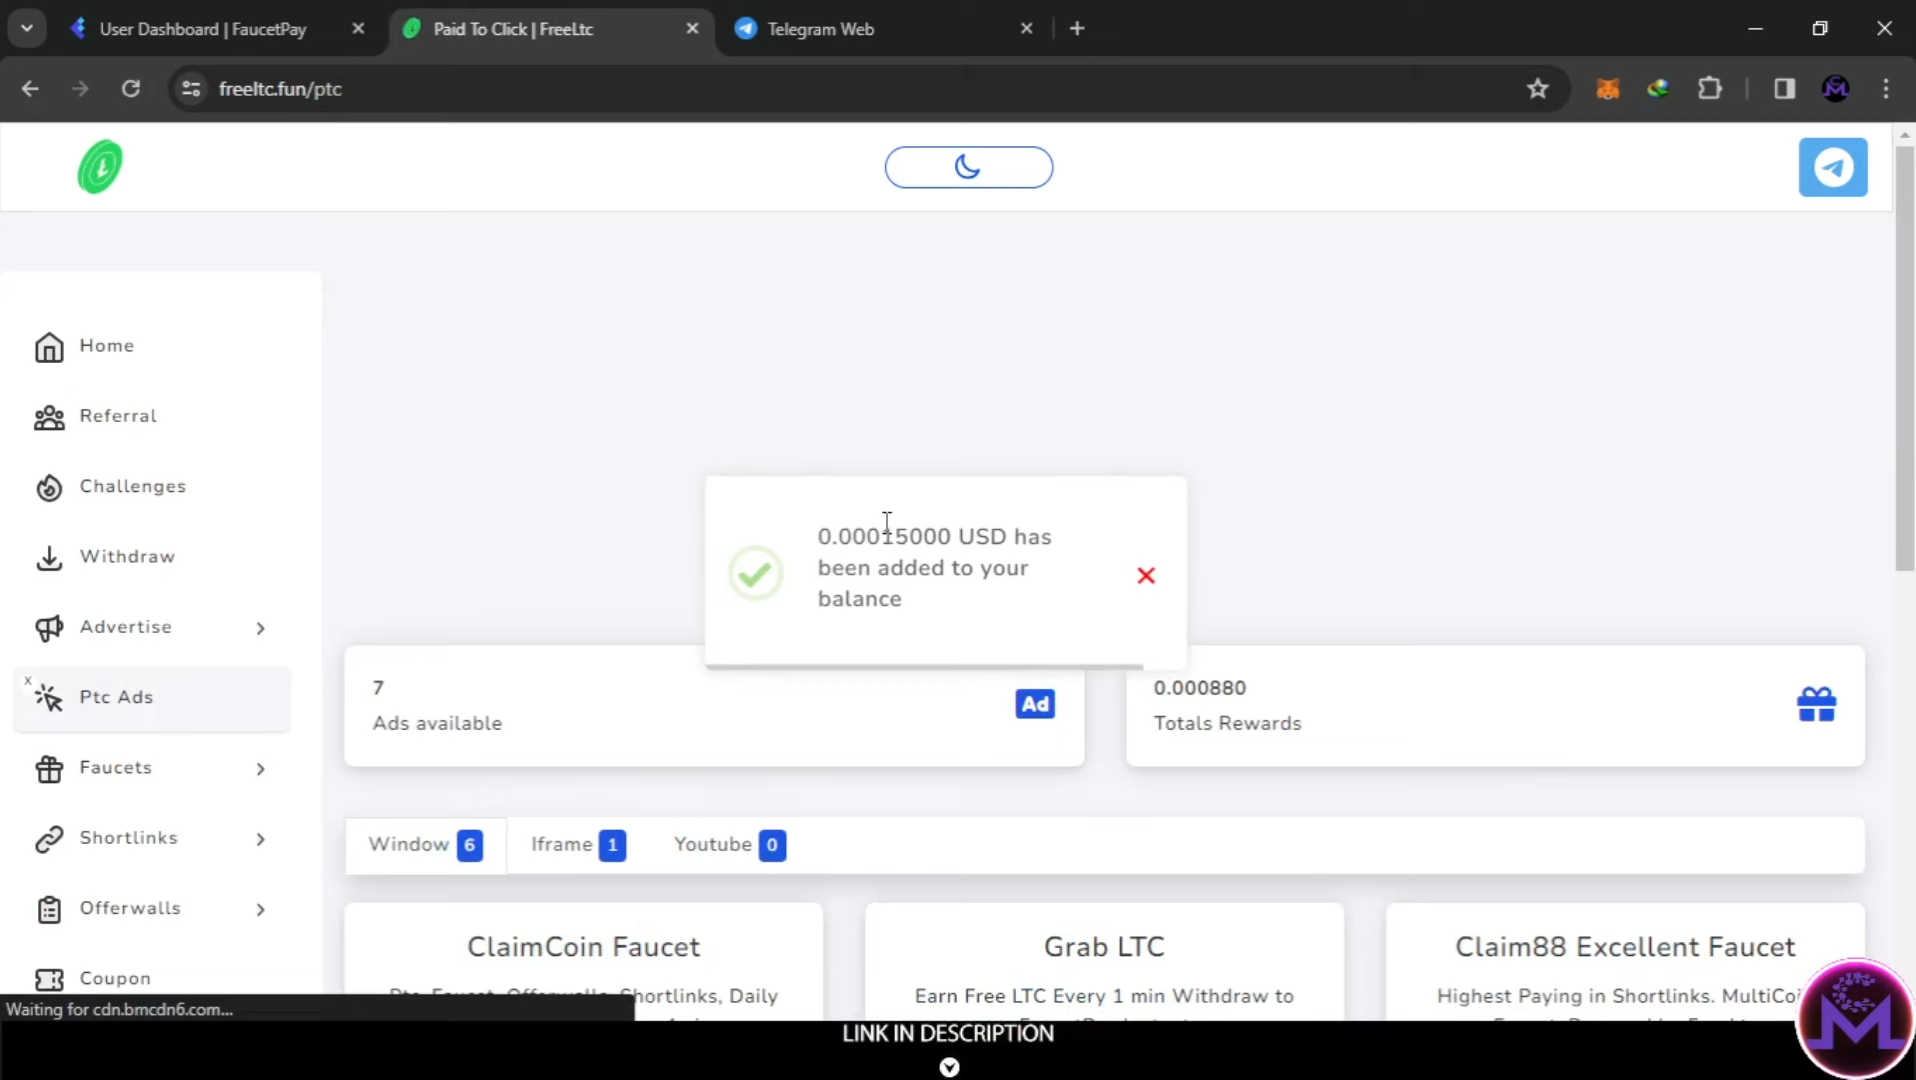 User Dashboard | FaucetPay
Paid To Click | FreeLtc
Telegram Web
freeltc.fun/ptc
Home
Referral
Challenges
Withdraw
Advertise
x
Ptc Ads
Faucets
Shortlinks
Offerwalls
Coupon
0.00015000 USD has
been added to your
balance
7
Ads available
Ad
0.000880
Totals Rewards
Window 6
Iframe 1
Youtube 0
ClaimCoin Faucet
Shortlinks, Daily
Grab LTC
Earn Free LTC Every 1 min Withdraw to
Claim88 Excellent Faucet
Highest Paying in Shortlinks.
Waiting for cdn.bmcdn6.com...
LINK IN DESCRIPTION